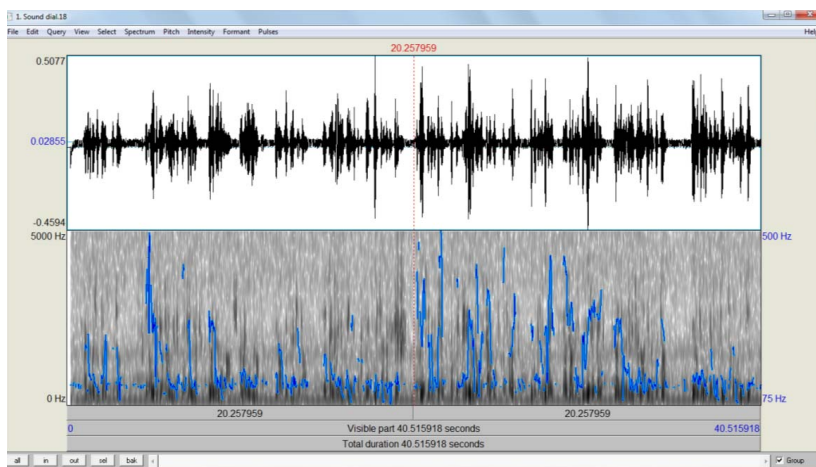 1. Sound dial.18
File Edit Query View Select Spectrum Pitch Intensity Formant Pulses Help
20.257959
0.5077
0.02855
-0.4594
5000 Hz 500 Hz
0 Hz 75 Hz
20.257959 20.257959
0 Visible part 40.515918 seconds 40.515918
Total duration 40.515918 seconds
all in out sel bak Group